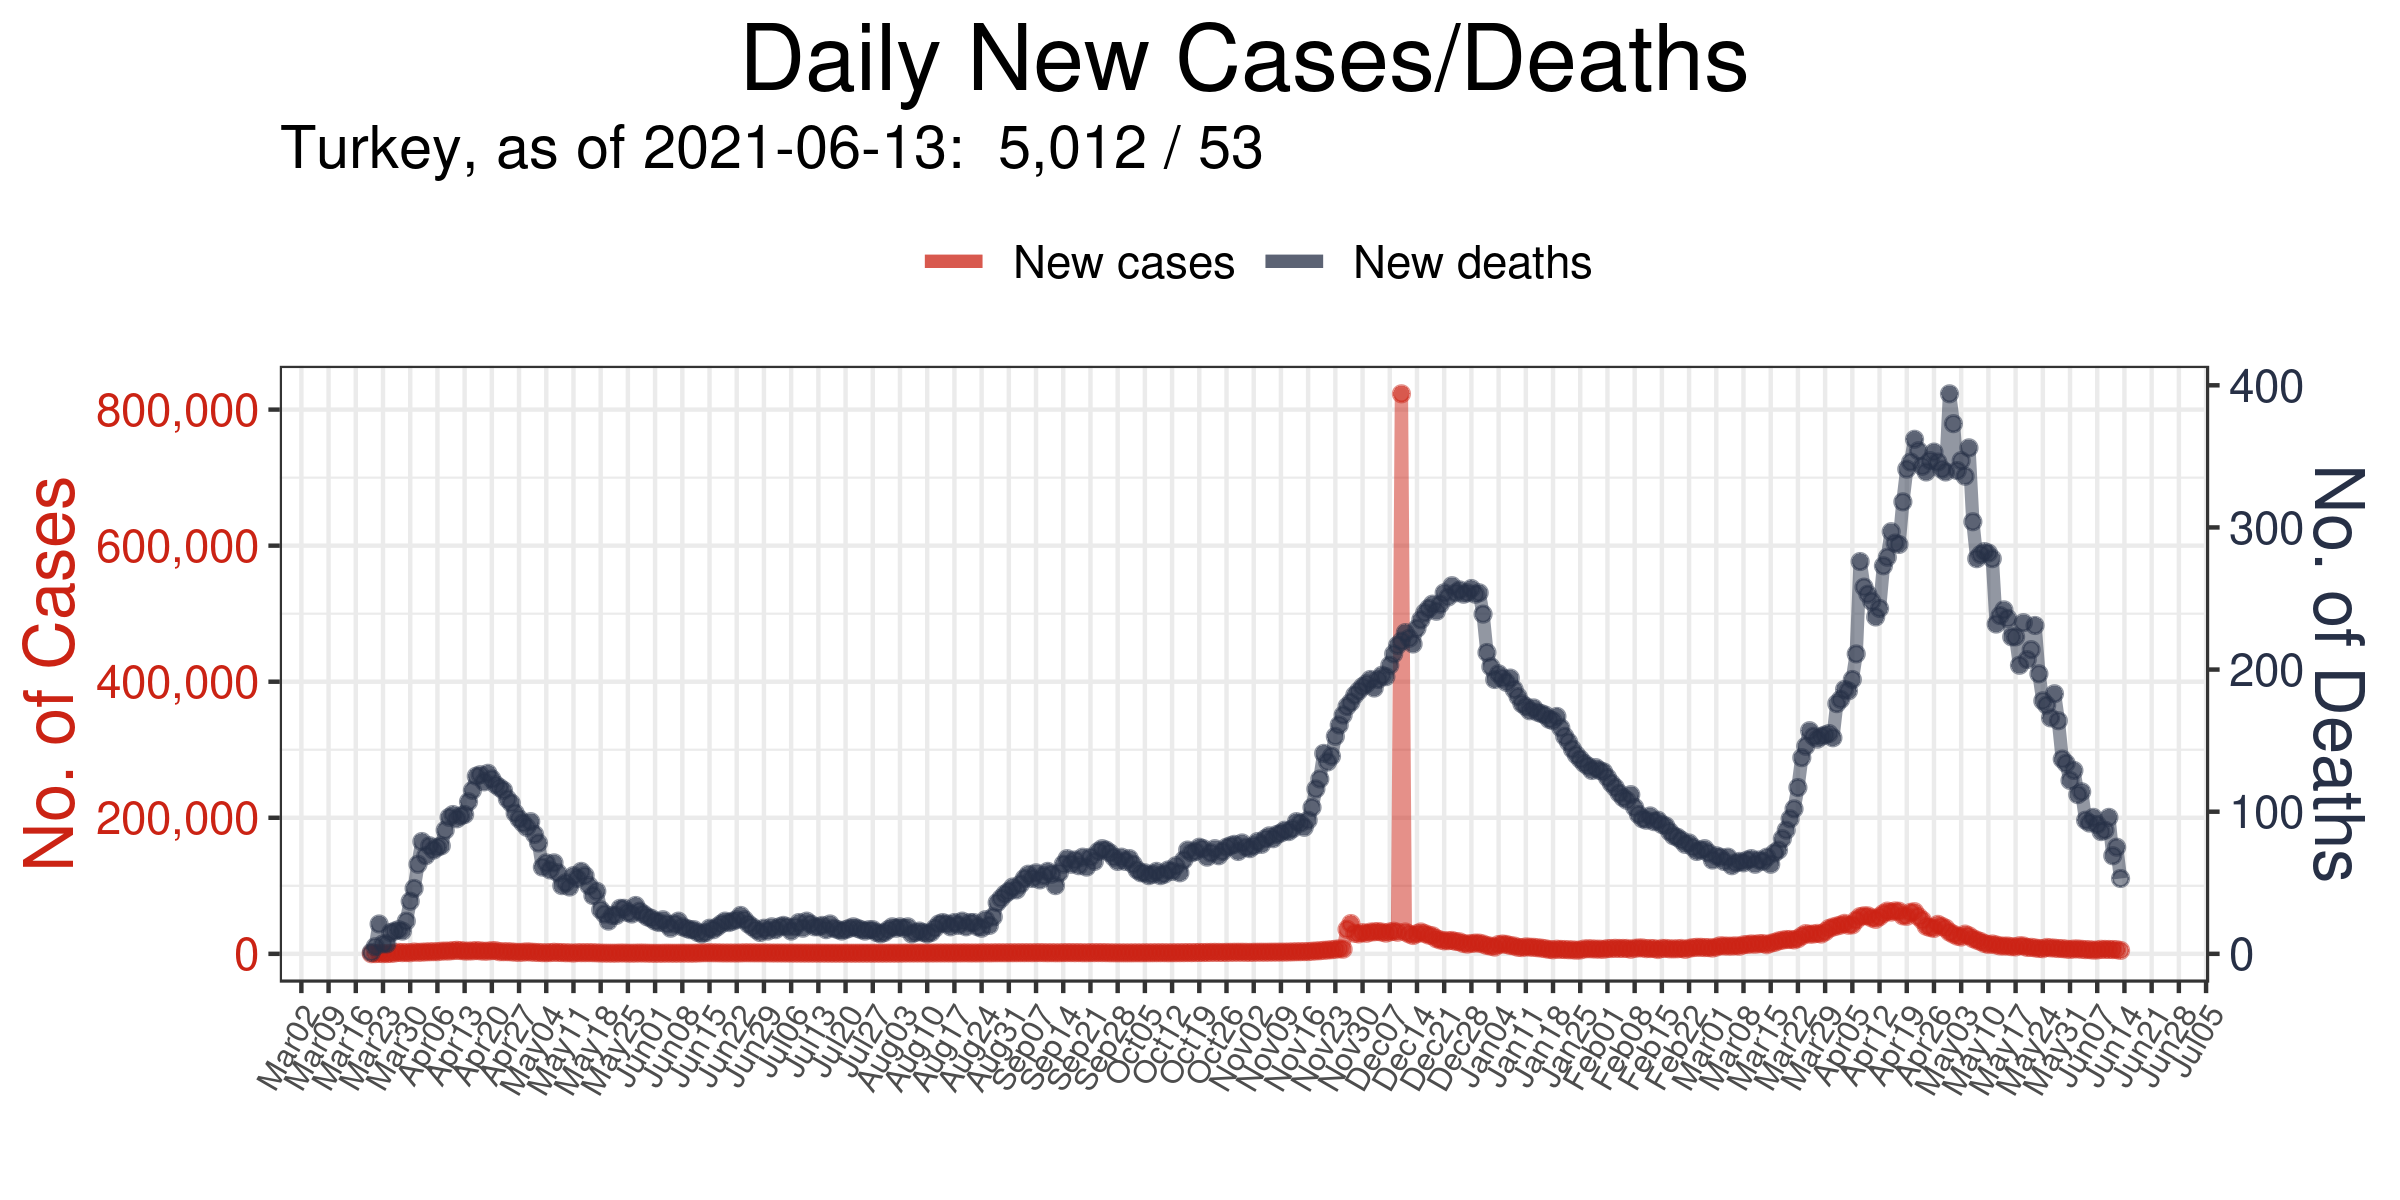 Daily New Cases/Deaths
Turkey, as of 2021-06-13:  5,012 / 53
New cases
New deaths
No. of Cases
800,000
600,000
400,000
200,000
0
400
300
200
100
0
No. of Deaths
Mar02
Mar09
Mar16
Mar23
Mar30
Apr06
Apr13
Apr20
Apr27
May04
May11
May18
May25
Jun01
Jun08
Jun15
Jun22
Jun29
Jul06
Jul13
Jul20
Jul27
Aug03
Aug10
Aug17
Aug24
Aug31
Sep07
Sep14
Sep21
Sep28
Oct05
Oct12
Oct19
Oct26
Nov02
Nov09
Nov16
Nov23
Nov30
Dec07
Dec14
Dec21
Dec28
Jan04
Jan11
Jan18
Jan25
Feb01
Feb08
Feb15
Feb22
Mar01
Mar08
Mar15
Mar22
Mar29
Apr05
Apr12
Apr19
Apr26
May03
May10
May17
May24
May31
Jun07
Jun14
Jun21
Jun28
Jul05